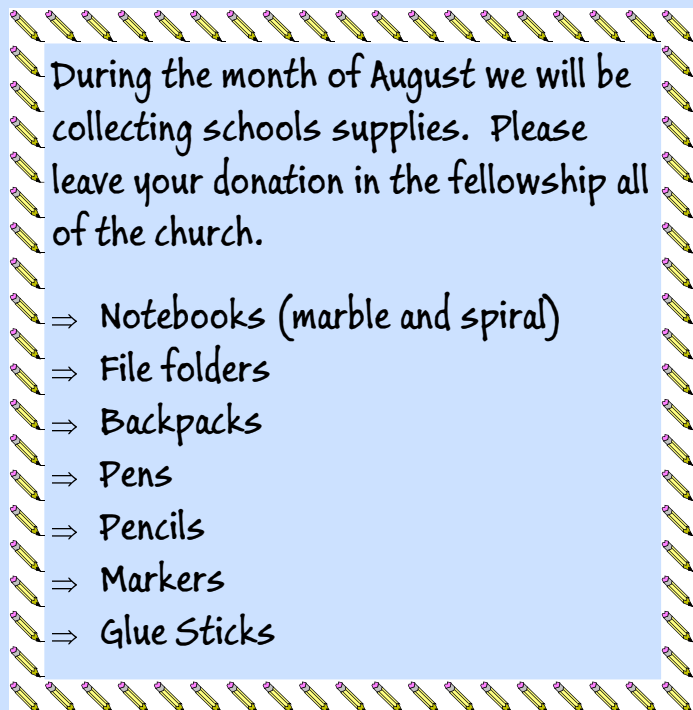 During the month of August we will be
collecting schools supplies.  Please
leave your donation in the fellowship all
of the church.
⇒ Notebooks (marble and spiral)
⇒ File folders
⇒ Backpacks
⇒ Pens
⇒ Pencils
⇒ Markers
⇒ Glue Sticks